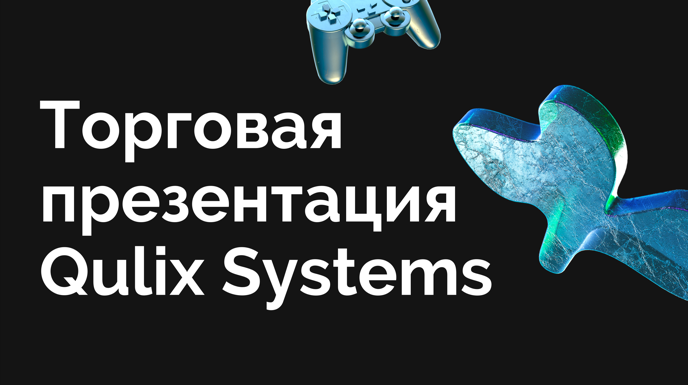 Торговая
презентация
Qulix Systems